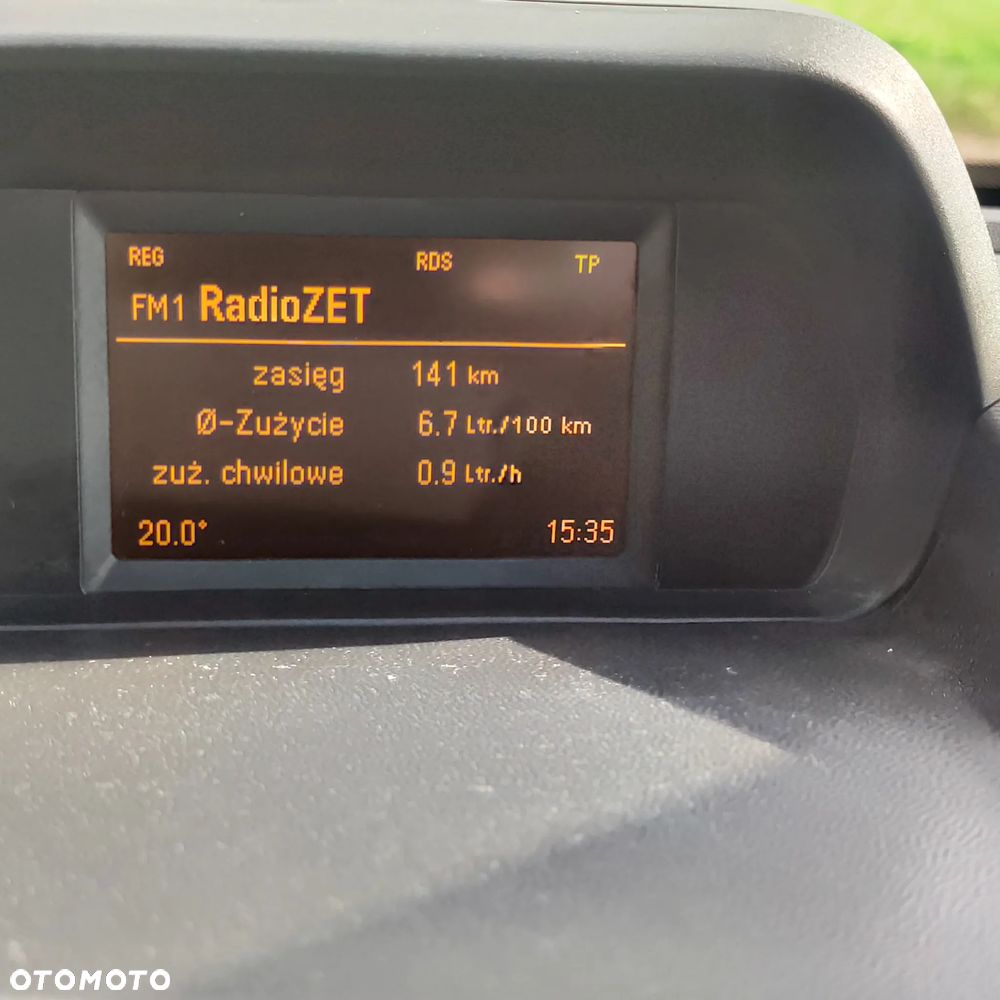 REG RDS TP
FM1 RadioZET
zasięg 141 km
Ø-Zużycie 6.7 Ltr./100 km
zuż. chwilowe 0.9 Ltr./h
20.0° 15:35
OTOMOTO